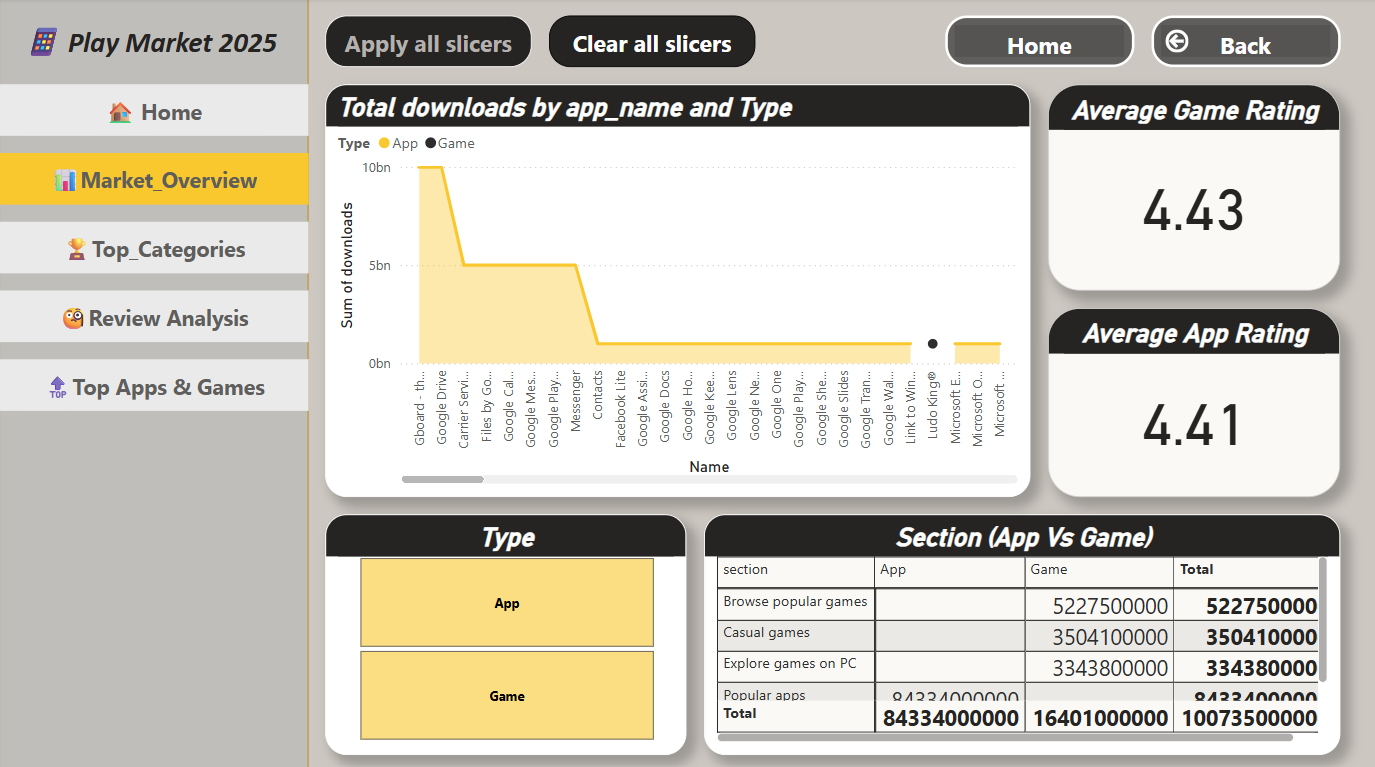 Play Market 2025
Apply all slicers
Clear all slicers
Home
Back
Home
Market_Overview
Top_Categories
Review Analysis
TOP
Top Apps & Games
Total downloads by app_name and Type
Type App Game
10bn
5bn
0bn
Sum of downloads
Gboard - th...
Google Drive
Carrier Servi...
Files by Go...
Google Cal...
Google Mes...
Google Play...
Messenger
Contacts
Facebook Lite
Google Assi...
Google Docs
Google Ho...
Google Kee...
Google Lens
Google Ne...
Google One
Google Play...
Google She...
Google Slides
Google Tran...
Google Wal...
Link to Win...
Ludo King®
Microsoft E...
Microsoft O...
Microsoft ...
Name
Average Game Rating
4.43
Average App Rating
4.41
Type
App
Game
Section (App Vs Game)
section App Game Total
Browse popular games 5227500000 522750000
Casual games 3504100000 350410000
Explore games on PC 3343800000 334380000
Popular apps 84334000000 8433400000
Total 84334000000 16401000000 10073500000